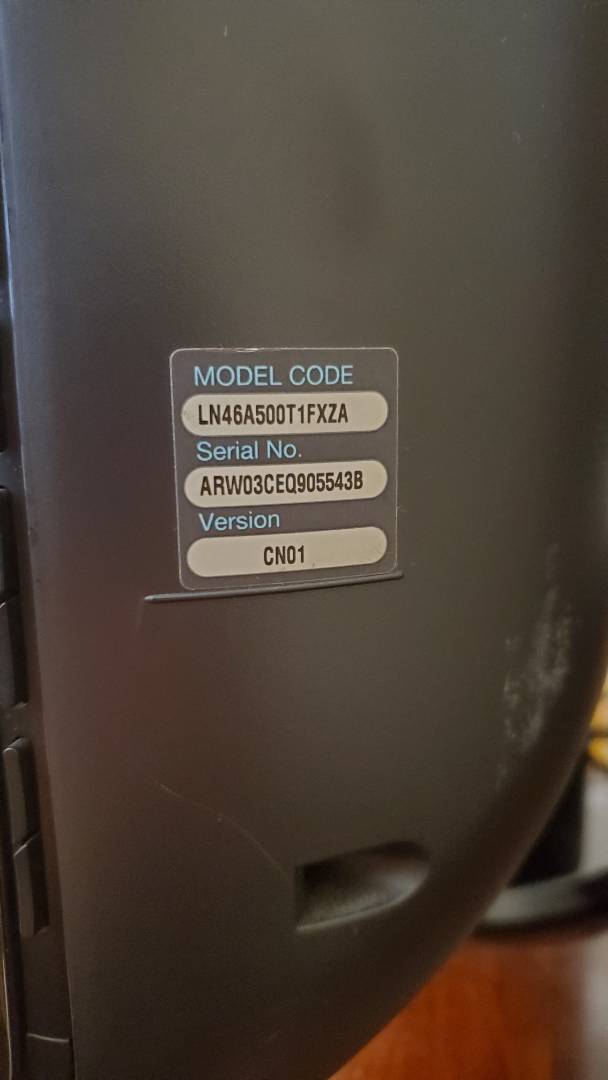 MODEL CODE
LN46A500T1FXZA
Serial No.
ARW03CEQ905543B
Version
CN01